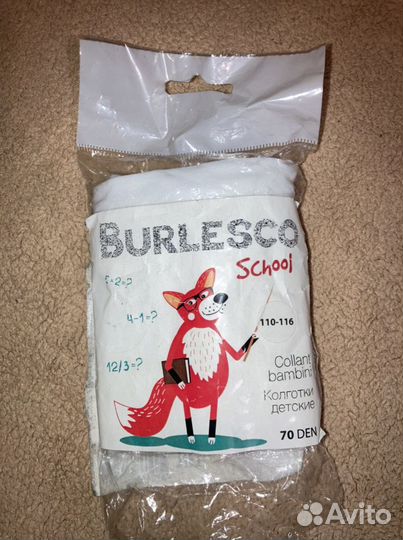 BURLESCO
School
5·2=?
4-1=?
12/3=?
110-116
Collant
bambini
Колготки
детские
70 DEN
Avito